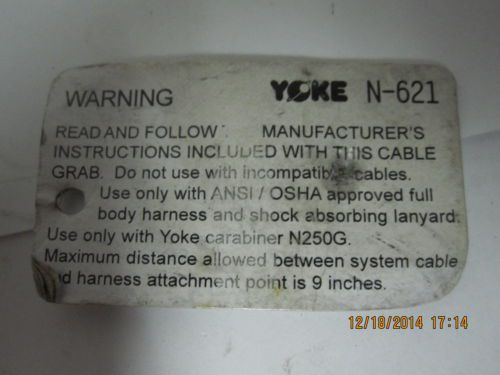 WARNING YOKE N-621
READ AND FOLLOW MANUFACTURER'S
INSTRUCTIONS INCLUDED WITH THIS CABLE
GRAB. Do not use with incompatible cables.
Use only with ANSI / OSHA approved full
body harness and shock absorbing lanyard.
Use only with Yoke carabiner N250G.
Maximum distance allowed between system cable
harness attachment point is 9 inches.
12/18/2014 17:14